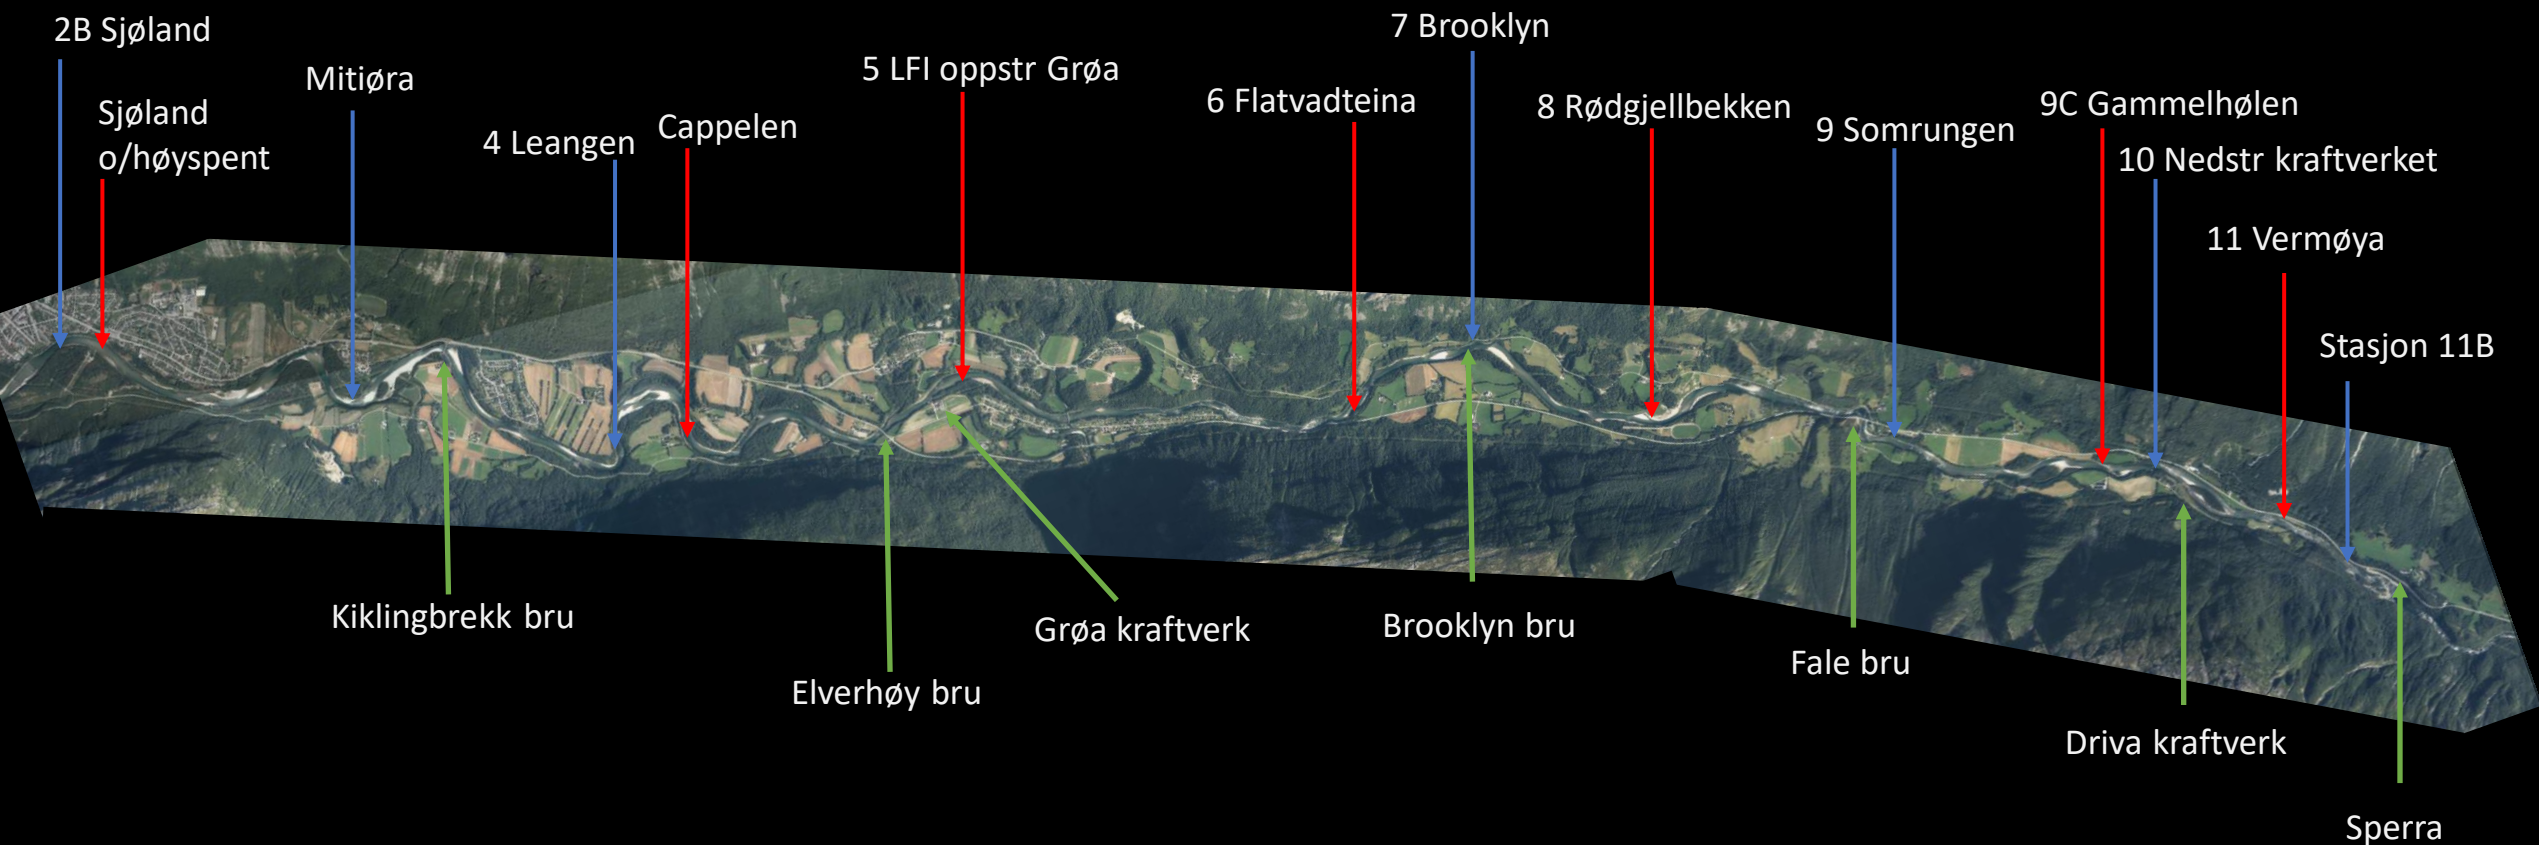 2B Sjøland
Sjøland
o/høyspent
Mitiøra
4 Leangen
Cappelen
5 LFI oppstr Grøa
6 Flatvadteina
7 Brooklyn
8 Rødgjellbekken
9 Somrungen
9C Gammelhølen
10 Nedstr kraftverket
11 Vermøya
Stasjon 11B
Kiklingbrekk bru
Elverhøy bru
Grøa kraftverk
Brooklyn bru
Fale bru
Driva kraftverk
Sperra